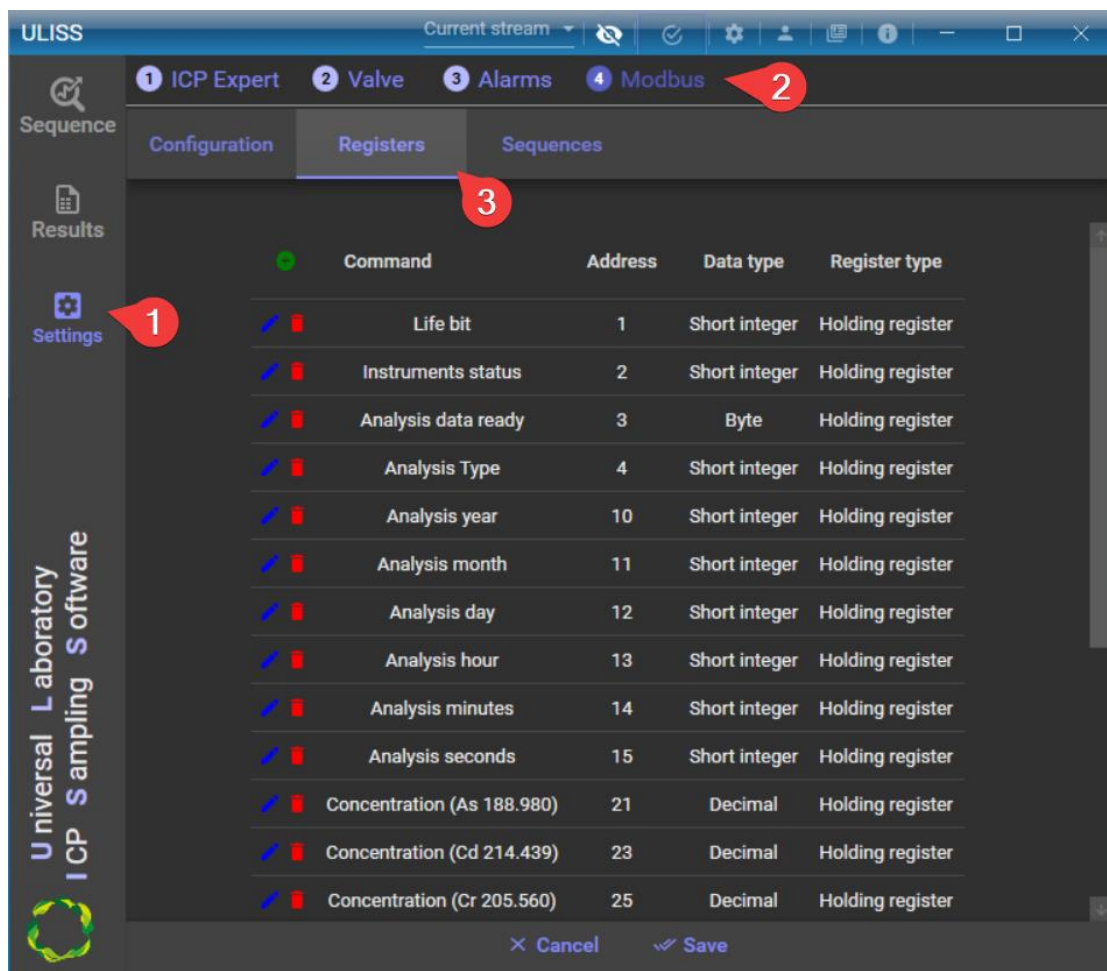 ULISS
Current stream
1 ICP Expert 2 Valve 3 Alarms 4 Modbus
2
Sequence
Configuration Registers Sequences
3
Results
Command Address Data type Register type
Settings
1
Life bit 1 Short integer Holding register
Instruments status 2 Short integer Holding register
Analysis data ready 3 Byte Holding register
Analysis Type 4 Short integer Holding register
Analysis year 10 Short integer Holding register
Analysis month 11 Short integer Holding register
Analysis day 12 Short integer Holding register
Analysis hour 13 Short integer Holding register
Analysis minutes 14 Short integer Holding register
Analysis seconds 15 Short integer Holding register
Concentration (As 188.980) 21 Decimal Holding register
Concentration (Cd 214.439) 23 Decimal Holding register
Concentration (Cr 205.560) 25 Decimal Holding register
U niversal L aboratory
I CP S ampling S oftware
Cancel Save